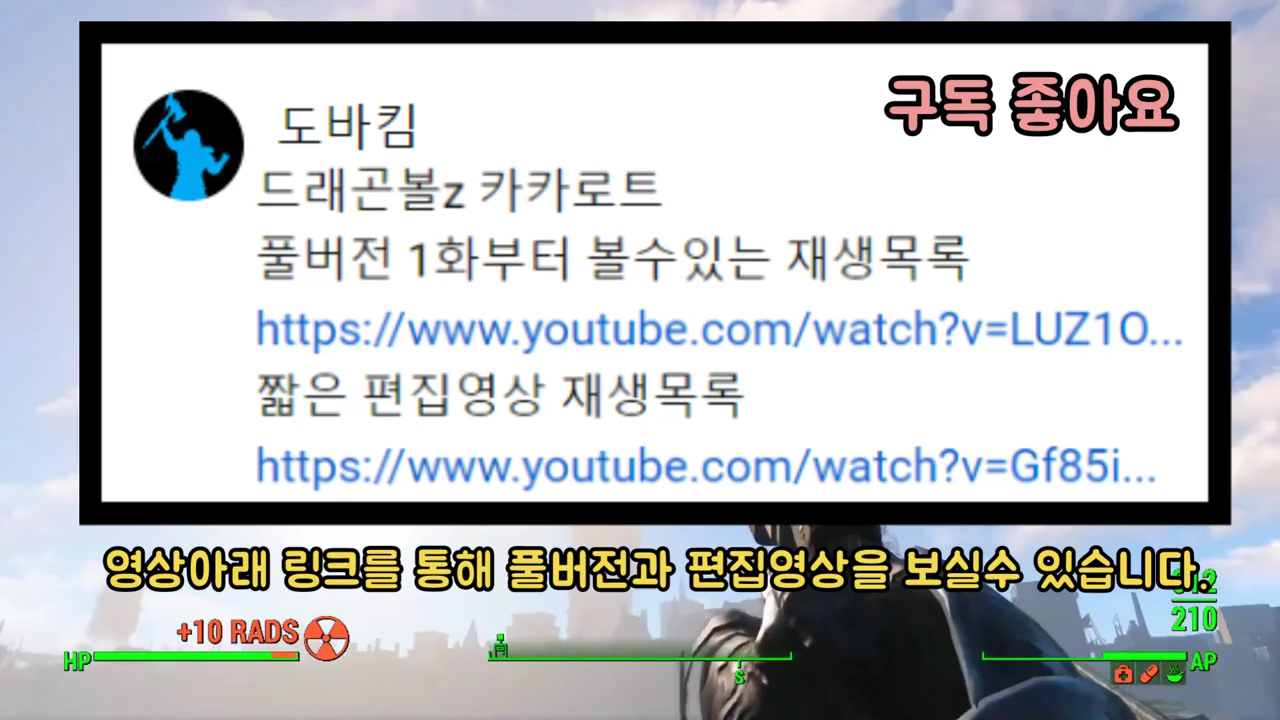 구독 좋아요
도바킴
드래곤볼z 카카로트
풀버전 1화부터 볼수있는 재생목록
https://www.youtube.com/watch?v=LUZ1O...
짧은 편집영상 재생목록
https://www.youtube.com/watch?v=Gf85i...
영상아래 링크를 통해 풀버전과 편집영상을 보실수 있습니다.
210
+10 RADS
HP
S
AP